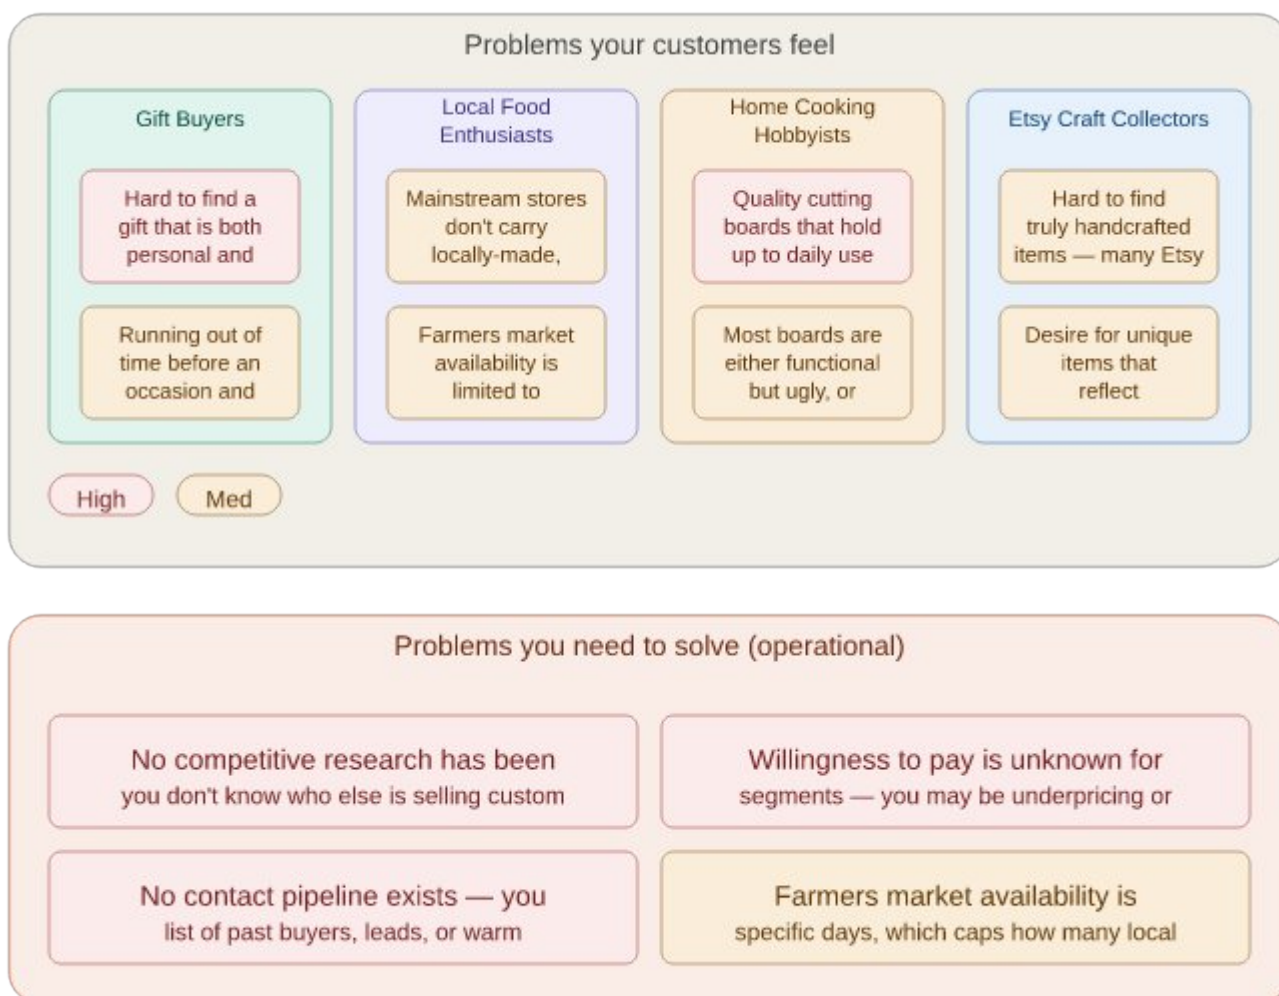 Problems your customers feel
Gift Buyers
Hard to find a
gift that is both
personal and
Running out of
time before an
occasion and
Local Food
Enthusiasts
Mainstream stores
don't carry
locally-made,
Farmers market
availability is
limited to
Home Cooking
Hobbyists
Quality cutting
boards that hold
up to daily use
Most boards are
either functional
but ugly, or
Etsy Craft Collectors
Hard to find
truly handcrafted
items — many Etsy
Desire for unique
items that
reflect
High
Med
Problems you need to solve (operational)
No competitive research has been
you don't know who else is selling custom
Willingness to pay is unknown for
segments — you may be underpricing or
No contact pipeline exists — you
list of past buyers, leads, or warm
Farmers market availability is
specific days, which caps how many local